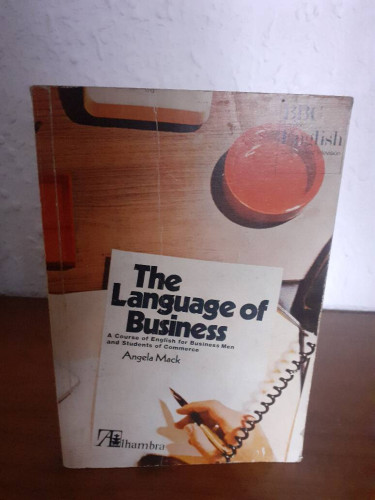 BBC
English
The
Language of
Business
A Course of English for Business Men
and Students of Commerce
Angela Mack
Alhambra